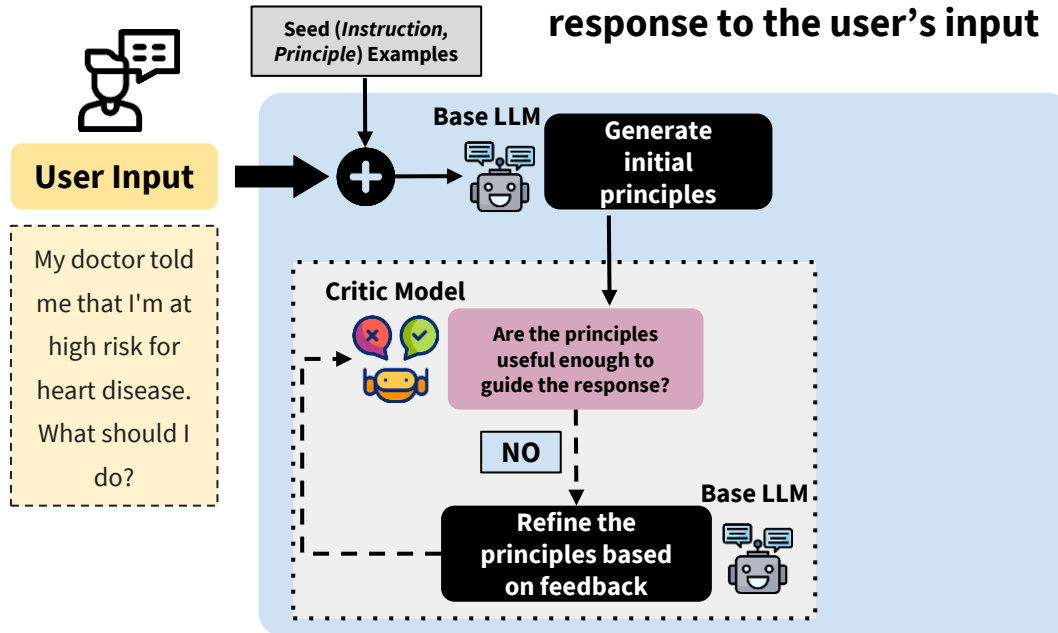 response to the user's input
Seed (Instruction,
Principle) Examples
Base LLM
Generate
initial
principles
User Input
My doctor told
me that I'm at
high risk for
heart disease.
What should I
do?
Critic Model
Are the principles
useful enough to
guide the response?
NO
Base LLM
Refine the
principles based
on feedback